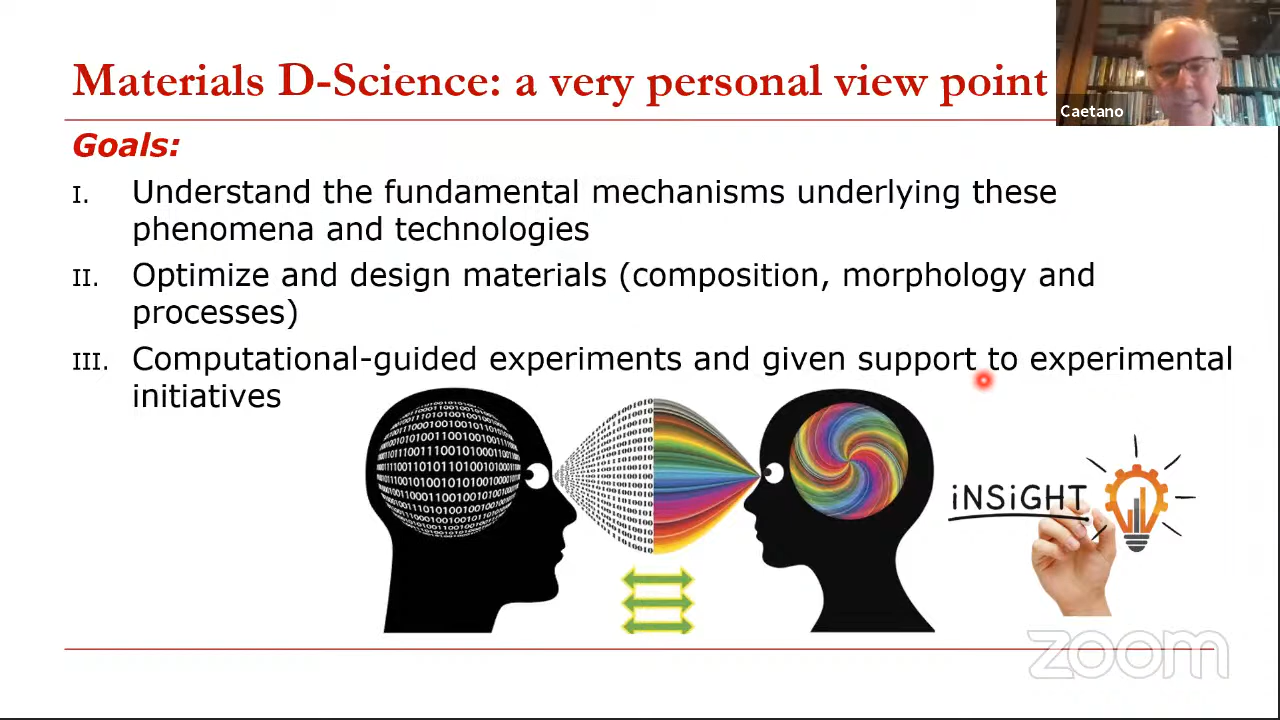 Materials D-Science: a very personal view point
Caetano
Goals:
I. Understand the fundamental mechanisms underlying these
phenomena and technologies
II. Optimize and design materials (composition, morphology and
processes)
III. Computational-guided experiments and given support to experimental
initiatives
iNSiGHT
zoom